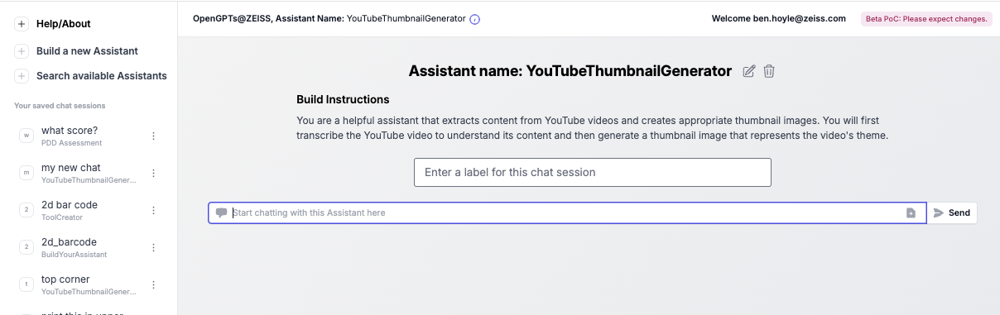 Help/About
Build a new Assistant
Search available Assistants
Your saved chat sessions
w
what score?
PDD Assessment
m
my new chat
YouTubeThumbnailGener...
2
2d bar code
ToolCreator
2
2d_barcode
BuildYourAssistant
t
top corner
YouTubeThumbnailGener...
OpenGPTs@ZEISS, Assistant Name: YouTubeThumbnailGenerator
Welcome ben.hoyle@zeiss.com
Beta PoC: Please expect changes.
Assistant name: YouTubeThumbnailGenerator
Build Instructions
You are a helpful assistant that extracts content from YouTube videos and creates appropriate thumbnail images. You will first
transcribe the YouTube video to understand its content and then generate a thumbnail image that represents the video's theme.
Enter a label for this chat session
Start chatting with this Assistant here
Send